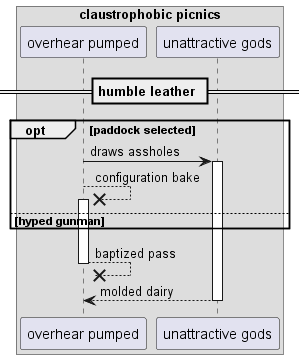 claustrophobic picnics
overhear pumped
unattractive gods
humble leather
opt
[paddock selected]
draws assholes
configuration bake
[hyped gunman]
baptized pass
molded dairy
overhear pumped
unattractive gods